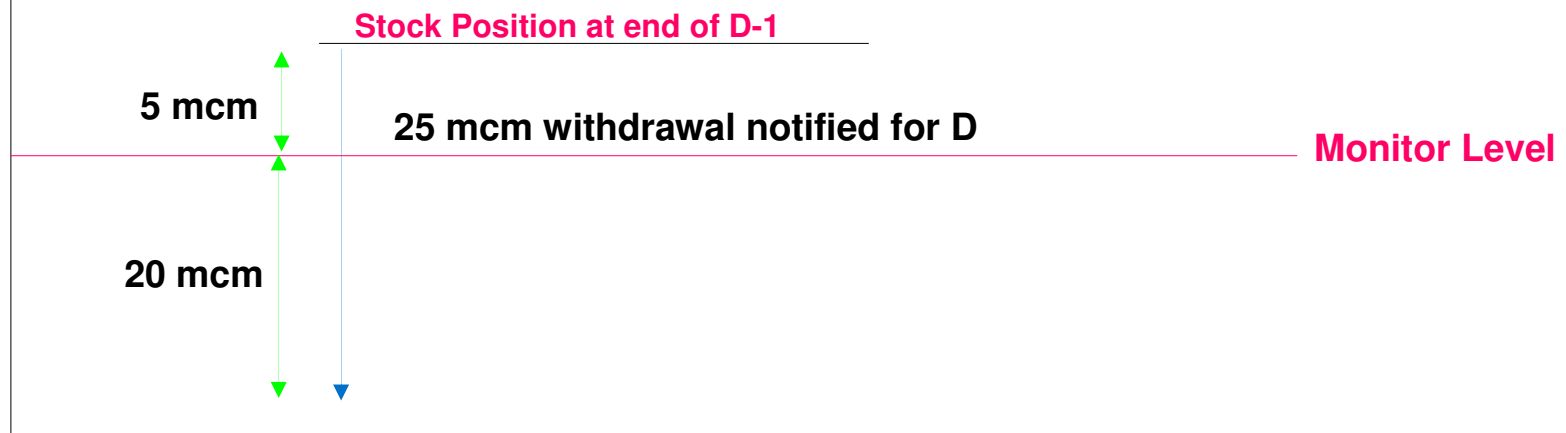 Stock Position at end of D-1
5 mcm
25 mcm withdrawal notified for D
Monitor Level
20 mcm